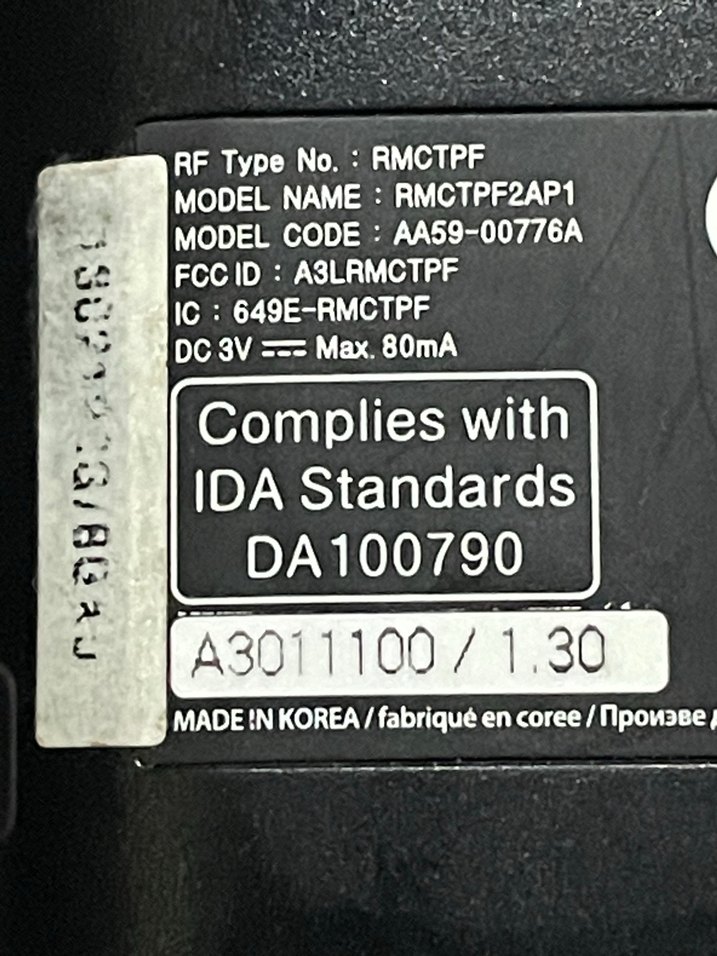 RF Type No. : RMCTPF
MODEL NAME : RMCTPF2AP1
MODEL CODE : AA59-00776A
FCC ID : A3LRMCTPF
IC : 649E-RMCTPF
DC 3V ⎓ Max. 80mA
Complies with
IDA Standards
DA100790
A3011100 / 1.30
MADE IN KOREA / fabriqué en coree /